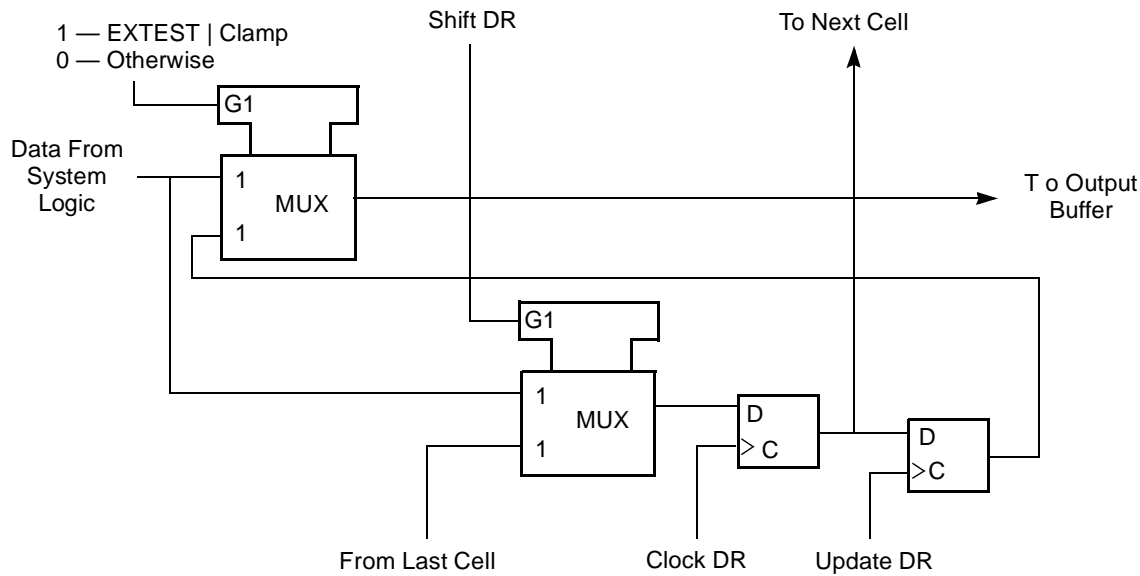 1 — EXTEST | Clamp
0 — Otherwise
Shift DR
To Next Cell
G1
Data From
System
Logic
1
MUX
1
T o Output
Buffer
G1
1
MUX
1
D
C
D
C
From Last Cell
Clock DR
Update DR